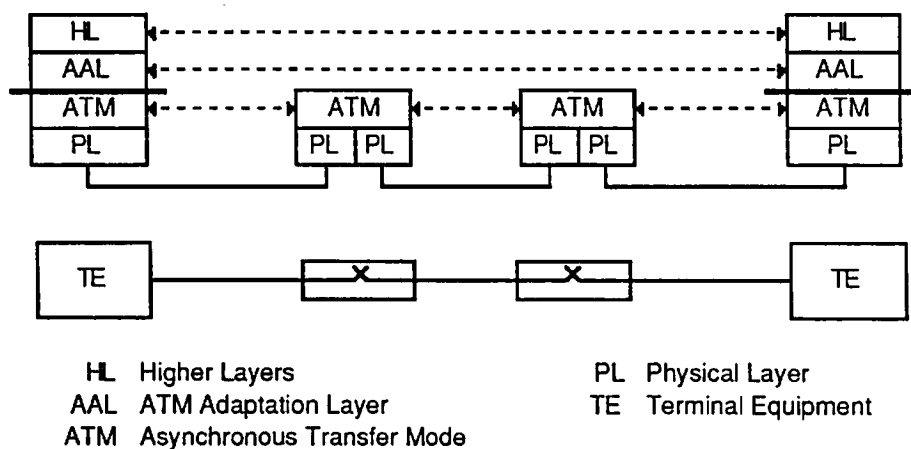 HL HL
AAL AAL
ATM ATM ATM ATM
PL PL PL PL PL PL
TE X X TE
HL Higher Layers PL Physical Layer
AAL ATM Adaptation Layer TE Terminal Equipment
ATM Asynchronous Transfer Mode